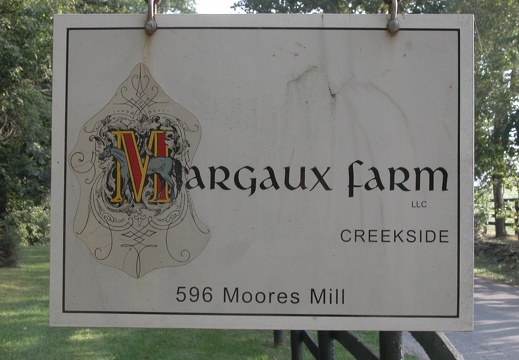 Margaux Farm
LLC
CREEKSIDE
596 Moores Mill